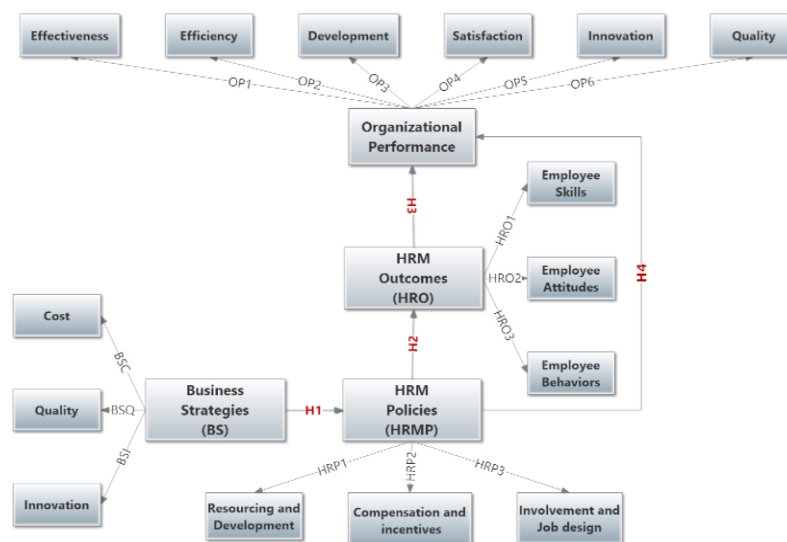 Effectiveness
Efficiency
Development
Satisfaction
Innovation
Quality
OP1
OP2
OP3
OP4
OP5
OP6
Organizational
Performance
H3
HRM
Outcomes
(HRO)
HRO1
HRO2
HRO3
Employee
Skills
Employee
Attitudes
Employee
Behaviors
H4
H2
Cost
Quality
Innovation
BSC
BSQ
BSI
Business
Strategies
(BS)
H1
HRM
Policies
(HRMP)
HRP1
HRP2
HRP3
Resourcing and
Development
Compensation and
incentives
Involvement and
Job design